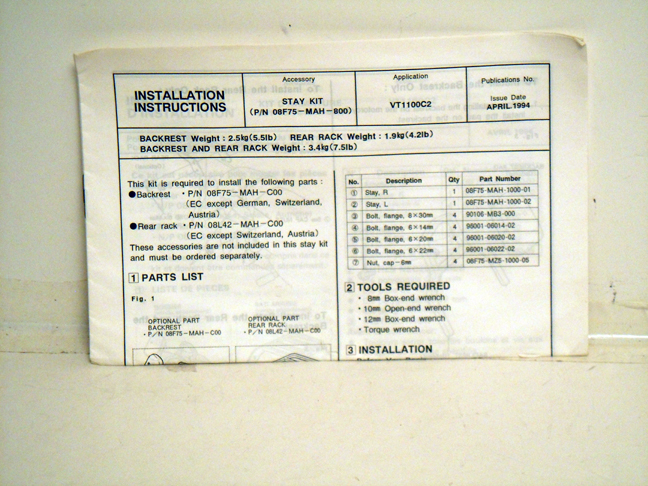 INSTALLATION
INSTRUCTIONS
Accessory
STAY KIT
(P/N 08F75-MAH-800)
Application
VT1100C2
Publications No.
Issue Date
APRIL 1994
BACKREST Weight : 2.5kg(5.5lb) REAR RACK Weight : 1.9kg(4.2lb)
BACKREST AND REAR RACK Weight : 3.4kg(7.5lb)
This kit is required to install the following parts :
●Backrest ・P/N 08F75-MAH-C00
(EC except German, Switzerland,
Austria)
●Rear rack ・P/N 08L42-MAH-C00
(EC except Switzerland, Austria)
These accessories are not included in this stay kit
and must be ordered separately.
1 PARTS LIST
Fig. 1
OPTIONAL PART
BACKREST
・P/N 08F75-MAH-C00
OPTIONAL PART
REAR RACK
・P/N 08L42-MAH-C00
No. Description Qty Part Number
① Stay, R 1 08F75-MAH-1000-01
② Stay, L 1 08F75-MAH-1000-02
③ Bolt, flange, 8×30mm 4 90106-MB3-000
④ Bolt, flange, 6×14mm 4 96001-06014-02
⑤ Bolt, flange, 6×20mm 4 96001-06020-02
⑥ Bolt, flange, 6×22mm 4 96001-06022-02
⑦ Nut, cap-6mm 4 08F75-MZ8-1000-05
2 TOOLS REQUIRED
・ 8mm Box-end wrench
・10mm Open-end wrench
・12mm Box-end wrench
・Torque wrench
3 INSTALLATION